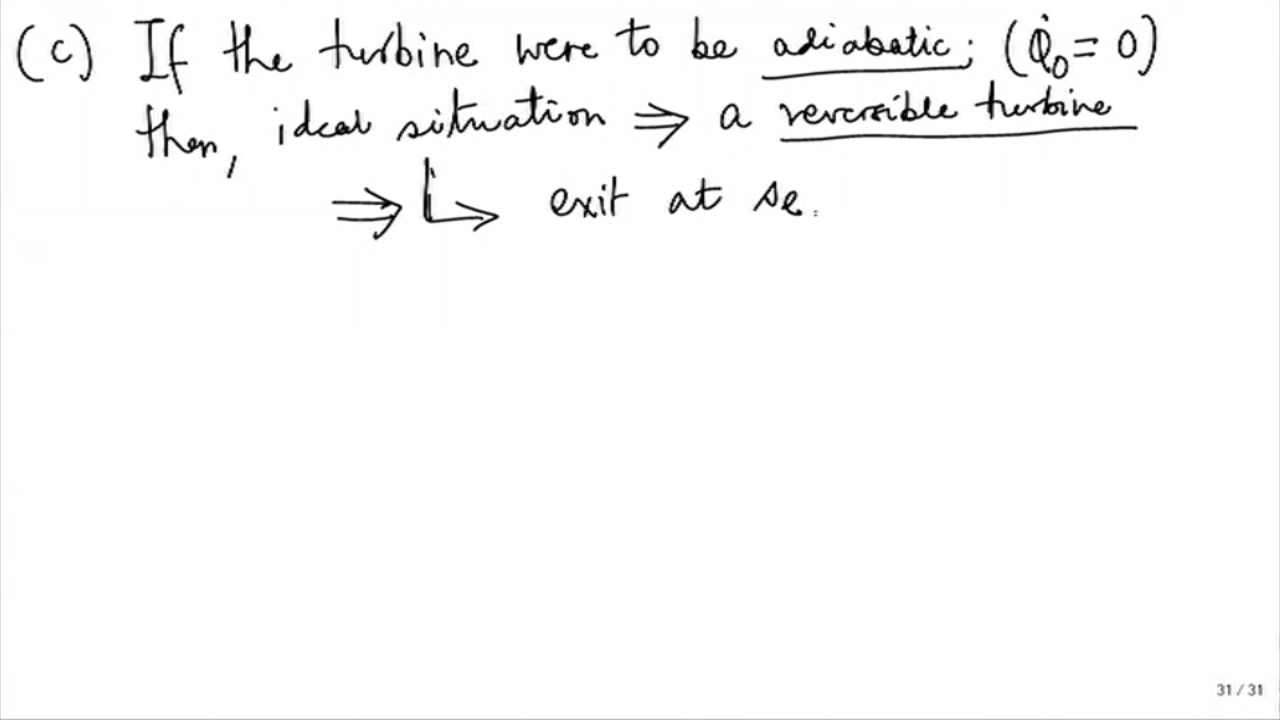 (c) If the turbine were to be adiabatic; (Q̇₀ = 0)
then, ideal situation ⇒ a reversible turbine
⇒ ↳ exit at se.
31 / 31